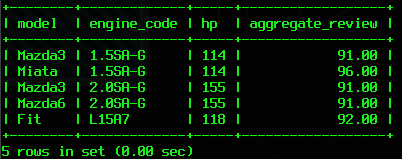 +--------+-------------+-----+------------------+
| model  | engine_code | hp  | aggregate_review |
+--------+-------------+-----+------------------+
| Mazda3 | 1.5SA-G     | 114 |            91.00 |
| Miata  | 1.5SA-G     | 114 |            96.00 |
| Mazda3 | 2.0SA-G     | 155 |            91.00 |
| Mazda6 | 2.0SA-G     | 155 |            91.00 |
| Fit    | L15A7       | 118 |            92.00 |
+--------+-------------+-----+------------------+
5 rows in set (0.00 sec)